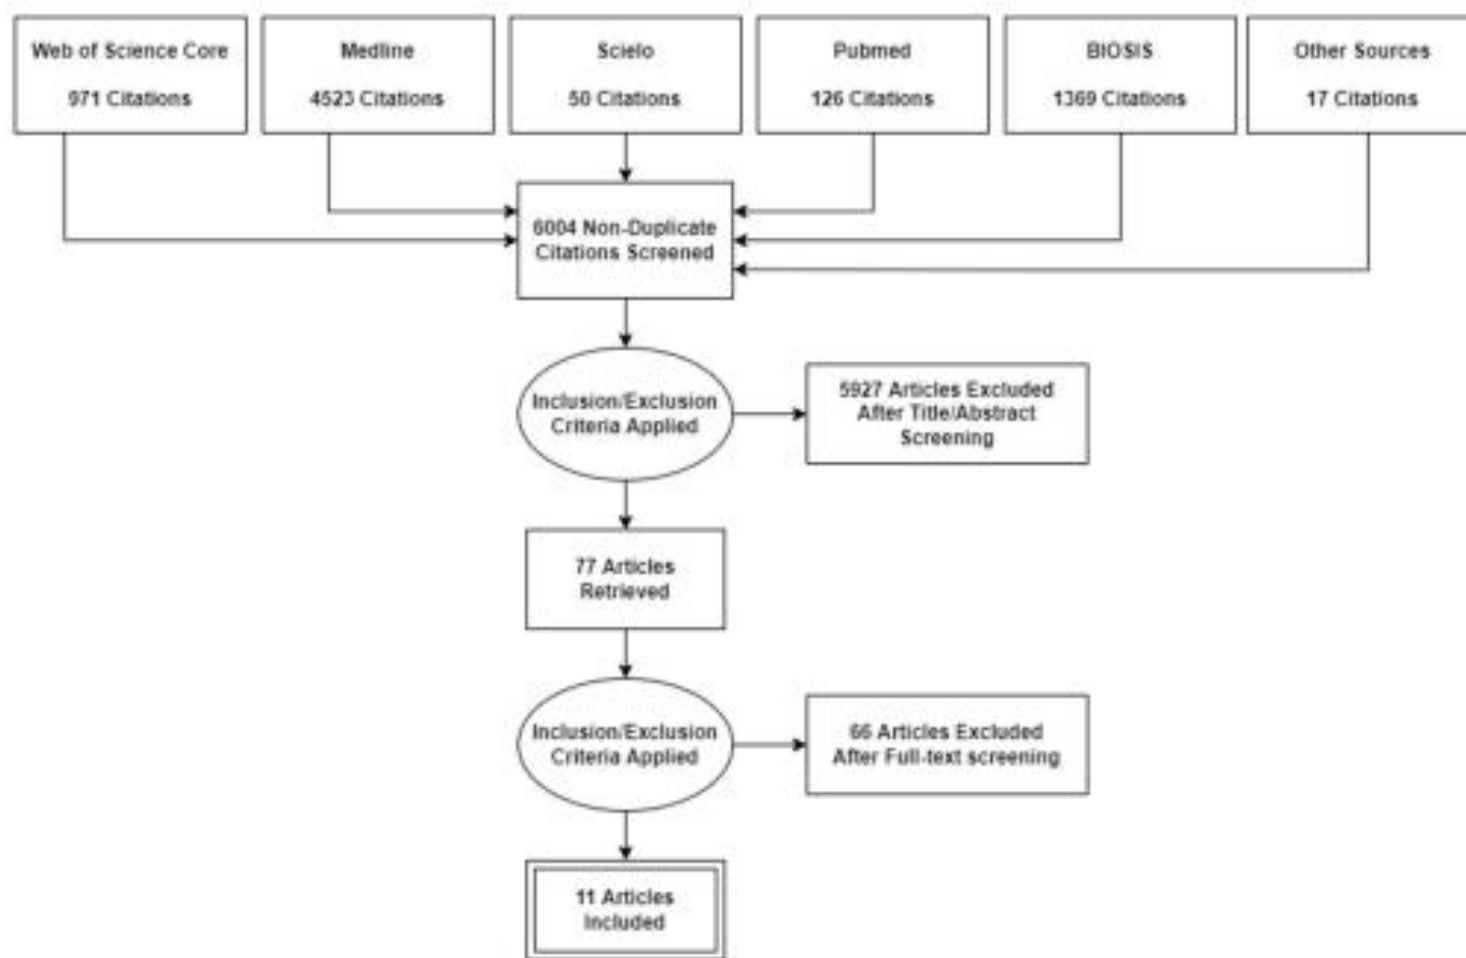 Web of Science Core
971 Citations
Medline
4523 Citations
Scielo
50 Citations
Pubmed
126 Citations
BIOSIS
1369 Citations
Other Sources
17 Citations
6004 Non-Duplicate
Citations Screened
Inclusion/Exclusion
Criteria Applied
5927 Articles Excluded
After Title/Abstract
Screening
77 Articles
Retrieved
Inclusion/Exclusion
Criteria Applied
66 Articles Excluded
After Full-text screening
11 Articles
Included